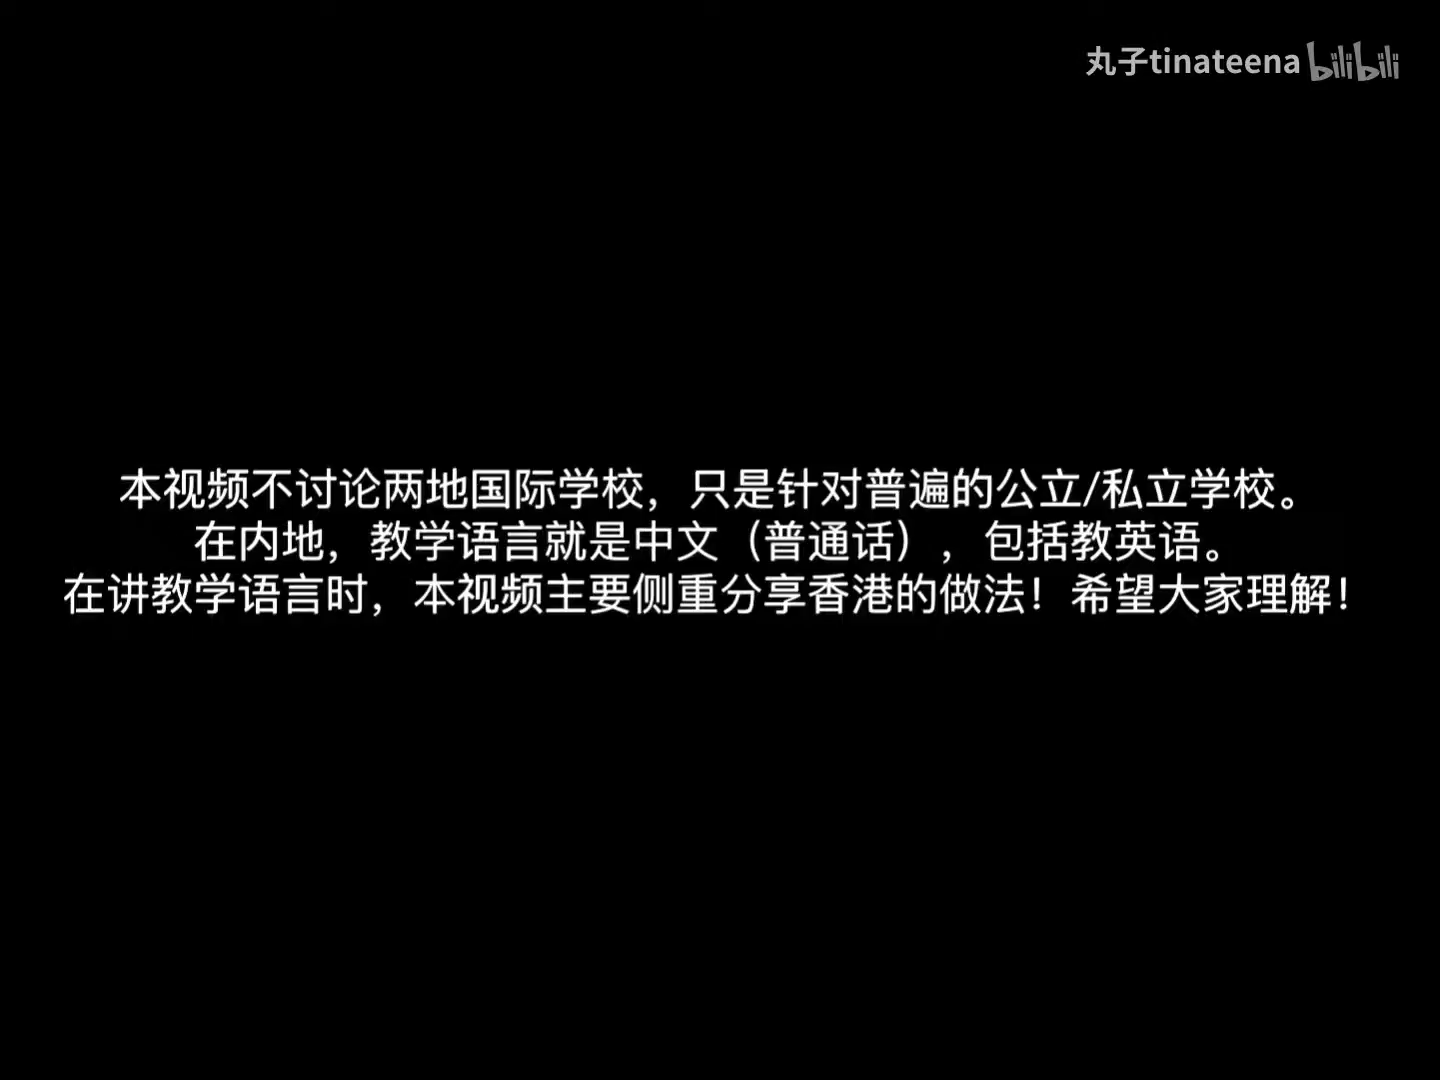 丸子tinateena bilibili
本视频不讨论两地国际学校，只是针对普遍的公立/私立学校。
在内地，教学语言就是中文（普通话），包括教英语。
在讲教学语言时，本视频主要侧重分享香港的做法！希望大家理解！